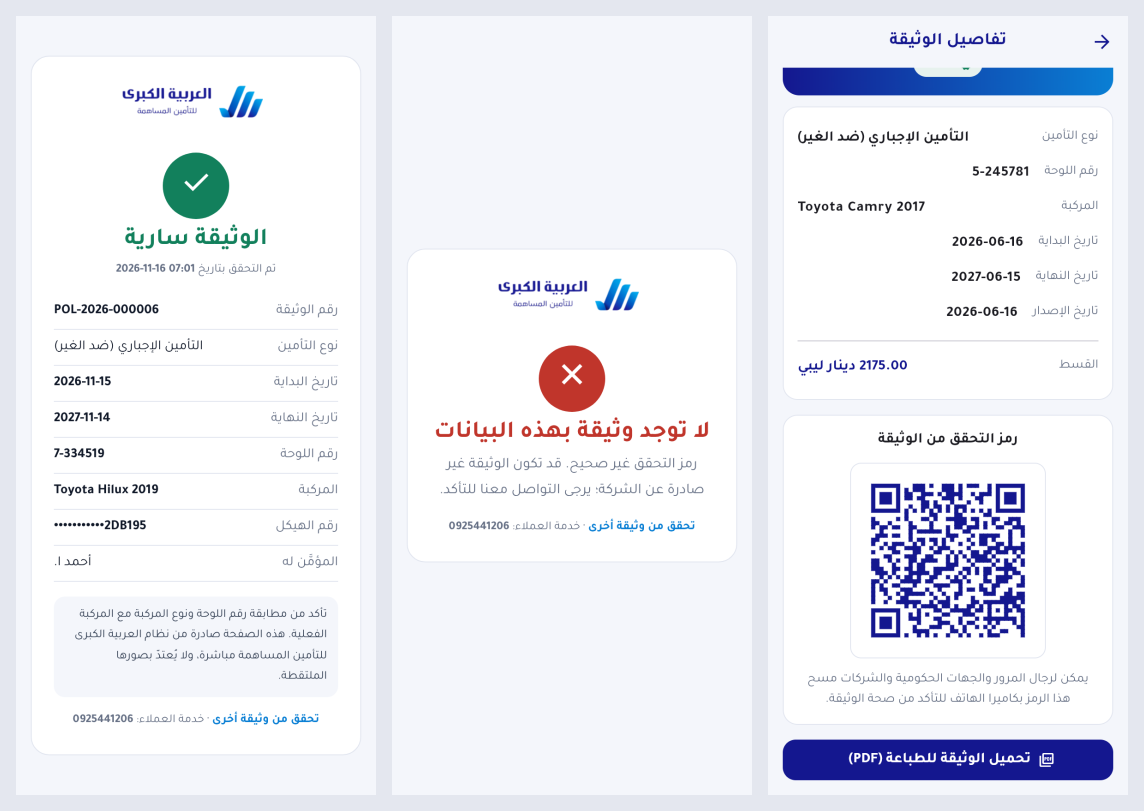 تفاصيل الوثيقة
نوع التأمين التأمين الإجباري (ضد الغير)
رقم اللوحة 5-245781
المركبة Toyota Camry 2017
تاريخ البداية 2026-06-16
تاريخ النهاية 2027-06-15
تاريخ الإصدار 2026-06-16
القسط 2175.00 دينار ليبي
رمز التحقق من الوثيقة
يمكن لرجال المرور والجهات الحكومية والشركات مسح
هذا الرمز بكاميرا الهاتف للتأكد من صحة الوثيقة.
تحميل الوثيقة للطباعة (PDF)
العربية الكبرى
للتأمين المساهمة
لا توجد وثيقة بهذه البيانات
رمز التحقق غير صحيح. قد تكون الوثيقة غير
صادرة عن الشركة؛ يرجى التواصل معنا للتأكد.
تحقق من وثيقة أخرى · خدمة العملاء: 0925441206
العربية الكبرى
للتأمين المساهمة
الوثيقة سارية
تم التحقق بتاريخ 2026-11-16 07:01
رقم الوثيقة POL-2026-000006
نوع التأمين التأمين الإجباري (ضد الغير)
تاريخ البداية 2026-11-15
تاريخ النهاية 2027-11-14
رقم اللوحة 7-334519
المركبة Toyota Hilux 2019
رقم الهيكل •••••••••••2DB195
المؤمَّن له أحمد ا.
تأكد من مطابقة رقم اللوحة ونوع المركبة مع المركبة
الفعلية. هذه الصفحة صادرة من نظام العربية الكبرى
للتأمين المساهمة مباشرة، ولا يُعتدّ بصورها
الملتقطة.
تحقق من وثيقة أخرى · خدمة العملاء: 0925441206